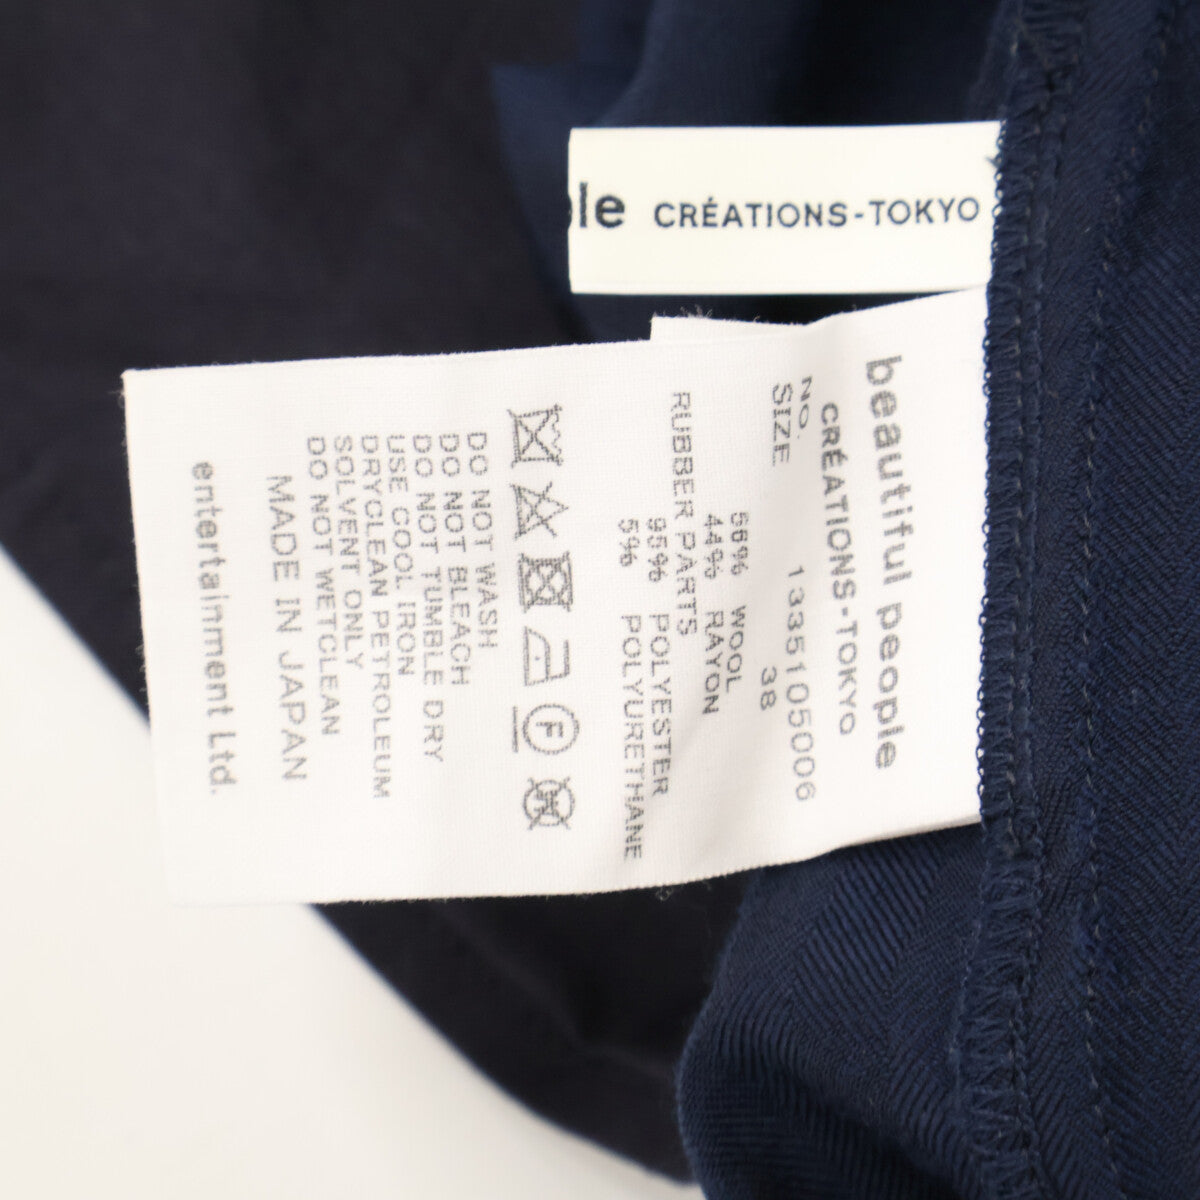 le CRÉATIONS-TOKYO
beautiful people
CRÉATIONS-TOKYO
NO. 1335105006
SIZE 38
56% WOOL
44% RAYON
RUBBER PARTS
95% POLYESTER
5% POLYURETHANE
F
W
DO NOT WASH
DO NOT BLEACH
DO NOT TUMBLE DRY
USE COOL IRON
DRYCLEAN PETROLEUM
SOLVENT ONLY
DO NOT WETCLEAN
MADE IN JAPAN
entertainment Ltd.